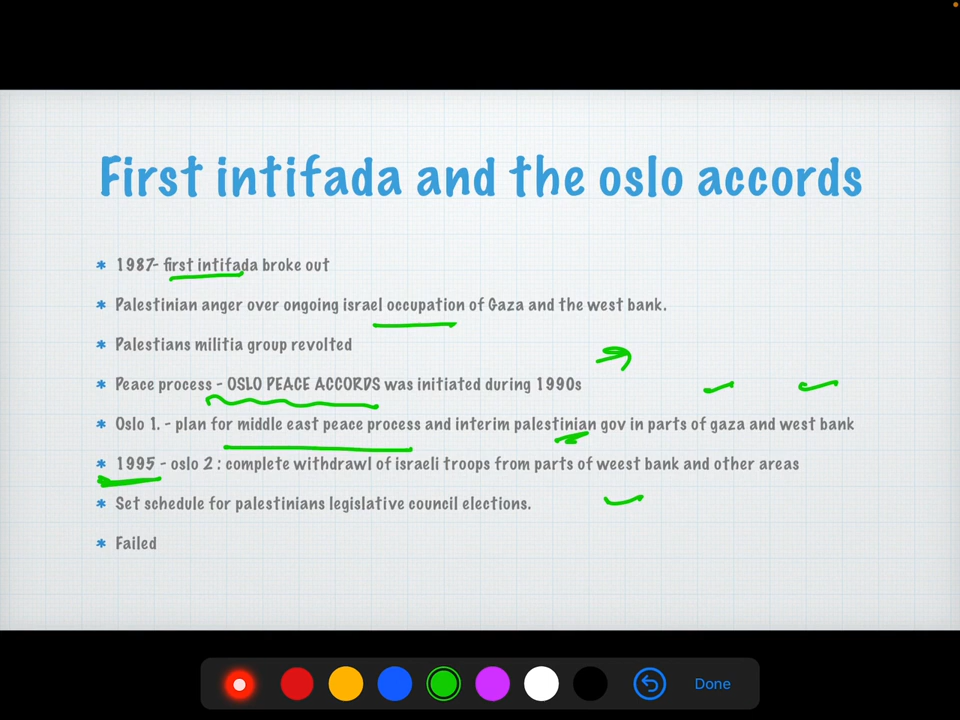 First intifada and the oslo accords
* 1987- first intifada broke out
* Palestinian anger over ongoing israel occupation of Gaza and the west bank.
* Palestians militia group revolted
* Peace process - OSLO PEACE ACCORDS was initiated during 1990s
* Oslo 1. - plan for middle east peace process and interim palestinian gov in parts of gaza and west bank
* 1995 - oslo 2 : complete withdrawl of israeli troops from parts of weest bank and other areas
* Set schedule for palestinians legislative council elections.
* Failed
Done